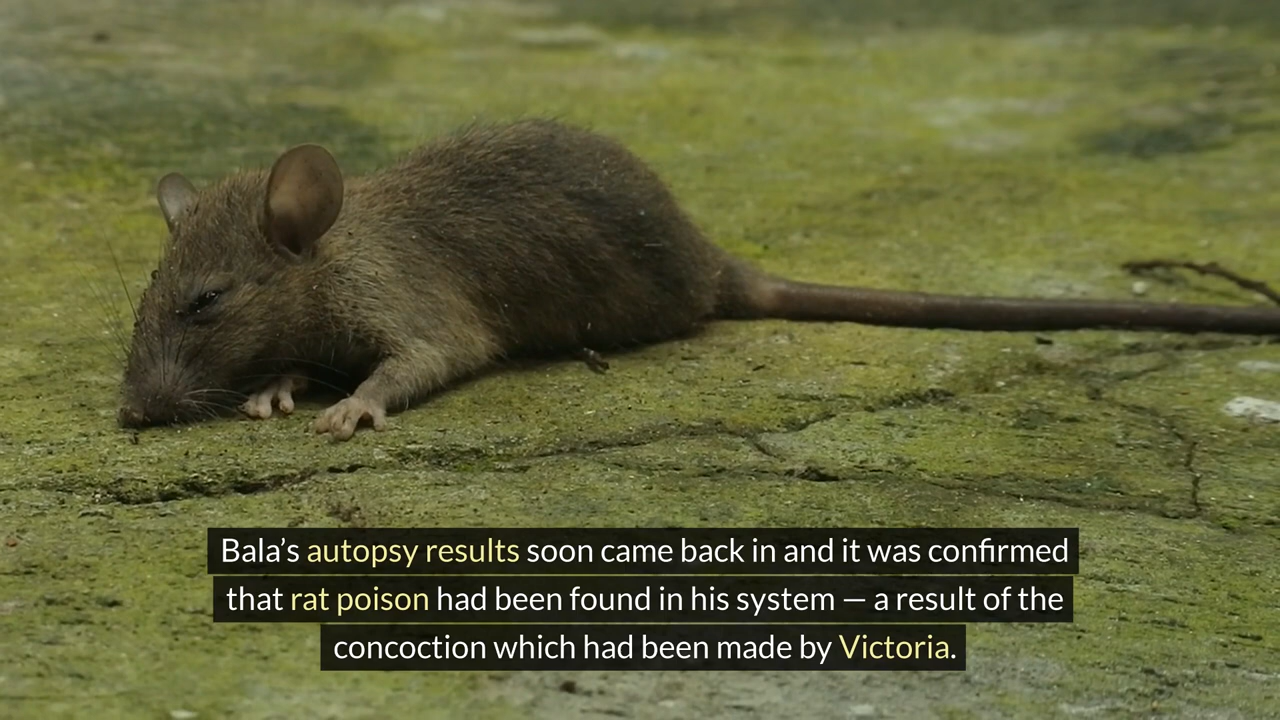 Bala’s autopsy results soon came back in and it was confirmed
that rat poison had been found in his system — a result of the
concoction which had been made by Victoria.